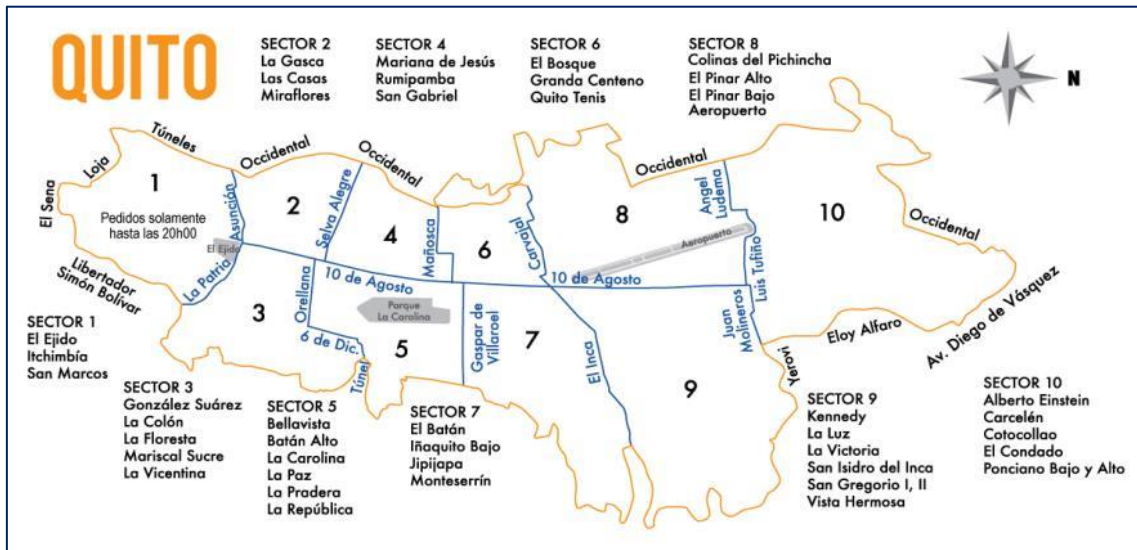 QUITO
SECTOR 2
La Gasca
Las Casas
Miraflores
SECTOR 4
Mariana de Jesús
Rumipamba
San Gabriel
SECTOR 6
El Bosque
Granda Centeno
Quito Tenis
SECTOR 8
Colinas del Pichincha
El Pinar Alto
El Pinar Bajo
Aeropuerto
N
El Sena
Loja
Túneles
Occidental
Occidental
Occidental
Occidental
1
Pedidos solamente
hasta las 20h00
Asunción
El Ejido
La Patria
Libertador
Simón Bolívar
2
Selva Alegre
4
Mañosca
6
Carvajal
8
Angel
Ludema
Aeropuerto
10
Luis Tufiño
10 de Agosto
10 de Agosto
3
Orellana
6 de Dic.
Túnel
Parque
La Carolina
5
Gaspar de
Villaroel
7
El Inca
9
Juan
Molineros
Yerovi
Eloy Alfaro
Av. Diego de Vásquez
SECTOR 1
El Ejido
Itchimbía
San Marcos
SECTOR 3
González Suárez
La Colón
La Floresta
Mariscal Sucre
La Vicentina
SECTOR 5
Bellavista
Batán Alto
La Carolina
La Paz
La Pradera
La República
SECTOR 7
El Batán
Iñaquito Bajo
Jipijapa
Monteserrín
SECTOR 9
Kennedy
La Luz
La Victoria
San Isidro del Inca
San Gregorio I, II
Vista Hermosa
SECTOR 10
Alberto Einstein
Carcelén
Cotocollao
El Condado
Ponciano Bajo y Alto